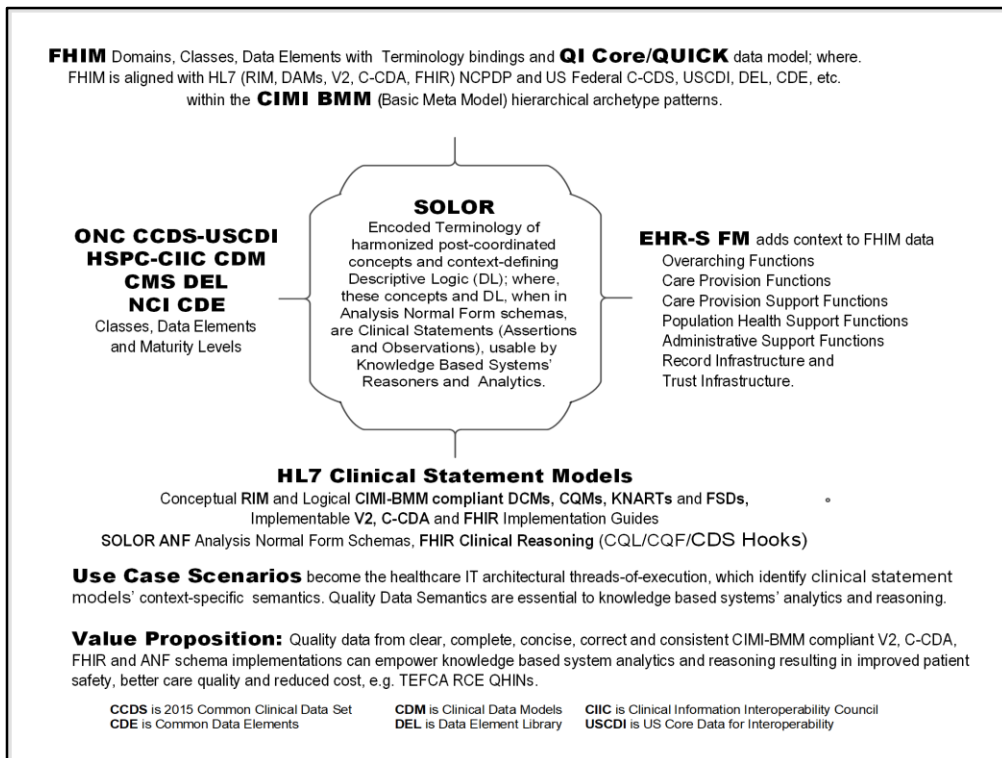 FHIM Domains, Classes, Data Elements with Terminology bindings and QI Core/QUICK data model; where.
FHIM is aligned with HL7 (RIM, DAMs, V2, C-CDA, FHIR) NCPDP and US Federal C-CDS, USCDI, DEL, CDE, etc.
within the CIMI BMM (Basic Meta Model) hierarchical archetype patterns.
ONC CCDS-USCDI
HSPC-CIIC CDM
CMS DEL
NCI CDE
Classes, Data Elements
and Maturity Levels
SOLOR
Encoded Terminology of
harmonized post-coordinated
concepts and context-defining
Descriptive Logic (DL); where,
these concepts and DL, when in
Analysis Normal Form schemas,
are Clinical Statements (Assertions
and Observations), usable by
Knowledge Based Systems'
Reasoners and Analytics.
EHR-S FM adds context to FHIM data
Overarching Functions
Care Provision Functions
Care Provision Support Functions
Population Health Support Functions
Administrative Support Functions
Record Infrastructure and
Trust Infrastructure.
HL7 Clinical Statement Models
Conceptual RIM and Logical CIMI-BMM compliant DCMs, CQMs, KNARTs and FSDs,
Implementable V2, C-CDA and FHIR Implementation Guides
SOLOR ANF Analysis Normal Form Schemas, FHIR Clinical Reasoning (CQL/CQF/CDS Hooks)
Use Case Scenarios become the healthcare IT architectural threads-of-execution, which identify clinical statement
models' context-specific semantics. Quality Data Semantics are essential to knowledge based systems' analytics and reasoning.
Value Proposition: Quality data from clear, complete, concise, correct and consistent CIMI-BMM compliant V2, C-CDA,
FHIR and ANF schema implementations can empower knowledge based system analytics and reasoning resulting in improved patient
safety, better care quality and reduced cost, e.g. TEFCA RCE QHINs.
CCDS is 2015 Common Clinical Data Set CDM is Clinical Data Models CIIC is Clinical Information Interoperability Council
CDE is Common Data Elements DEL is Data Element Library USCDI is US Core Data for Interoperability